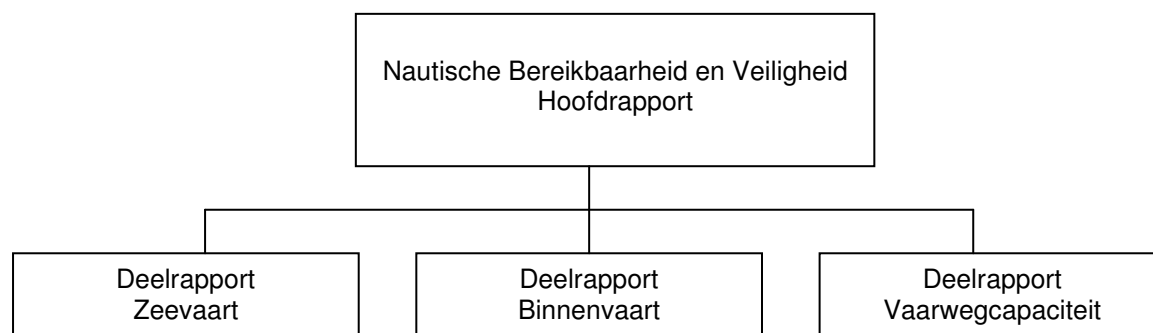 Nautische Bereikbaarheid en Veiligheid
Hoofdrapport
Deelrapport
Zeevaart
Deelrapport
Binnenvaart
Deelrapport
Vaarwegcapaciteit